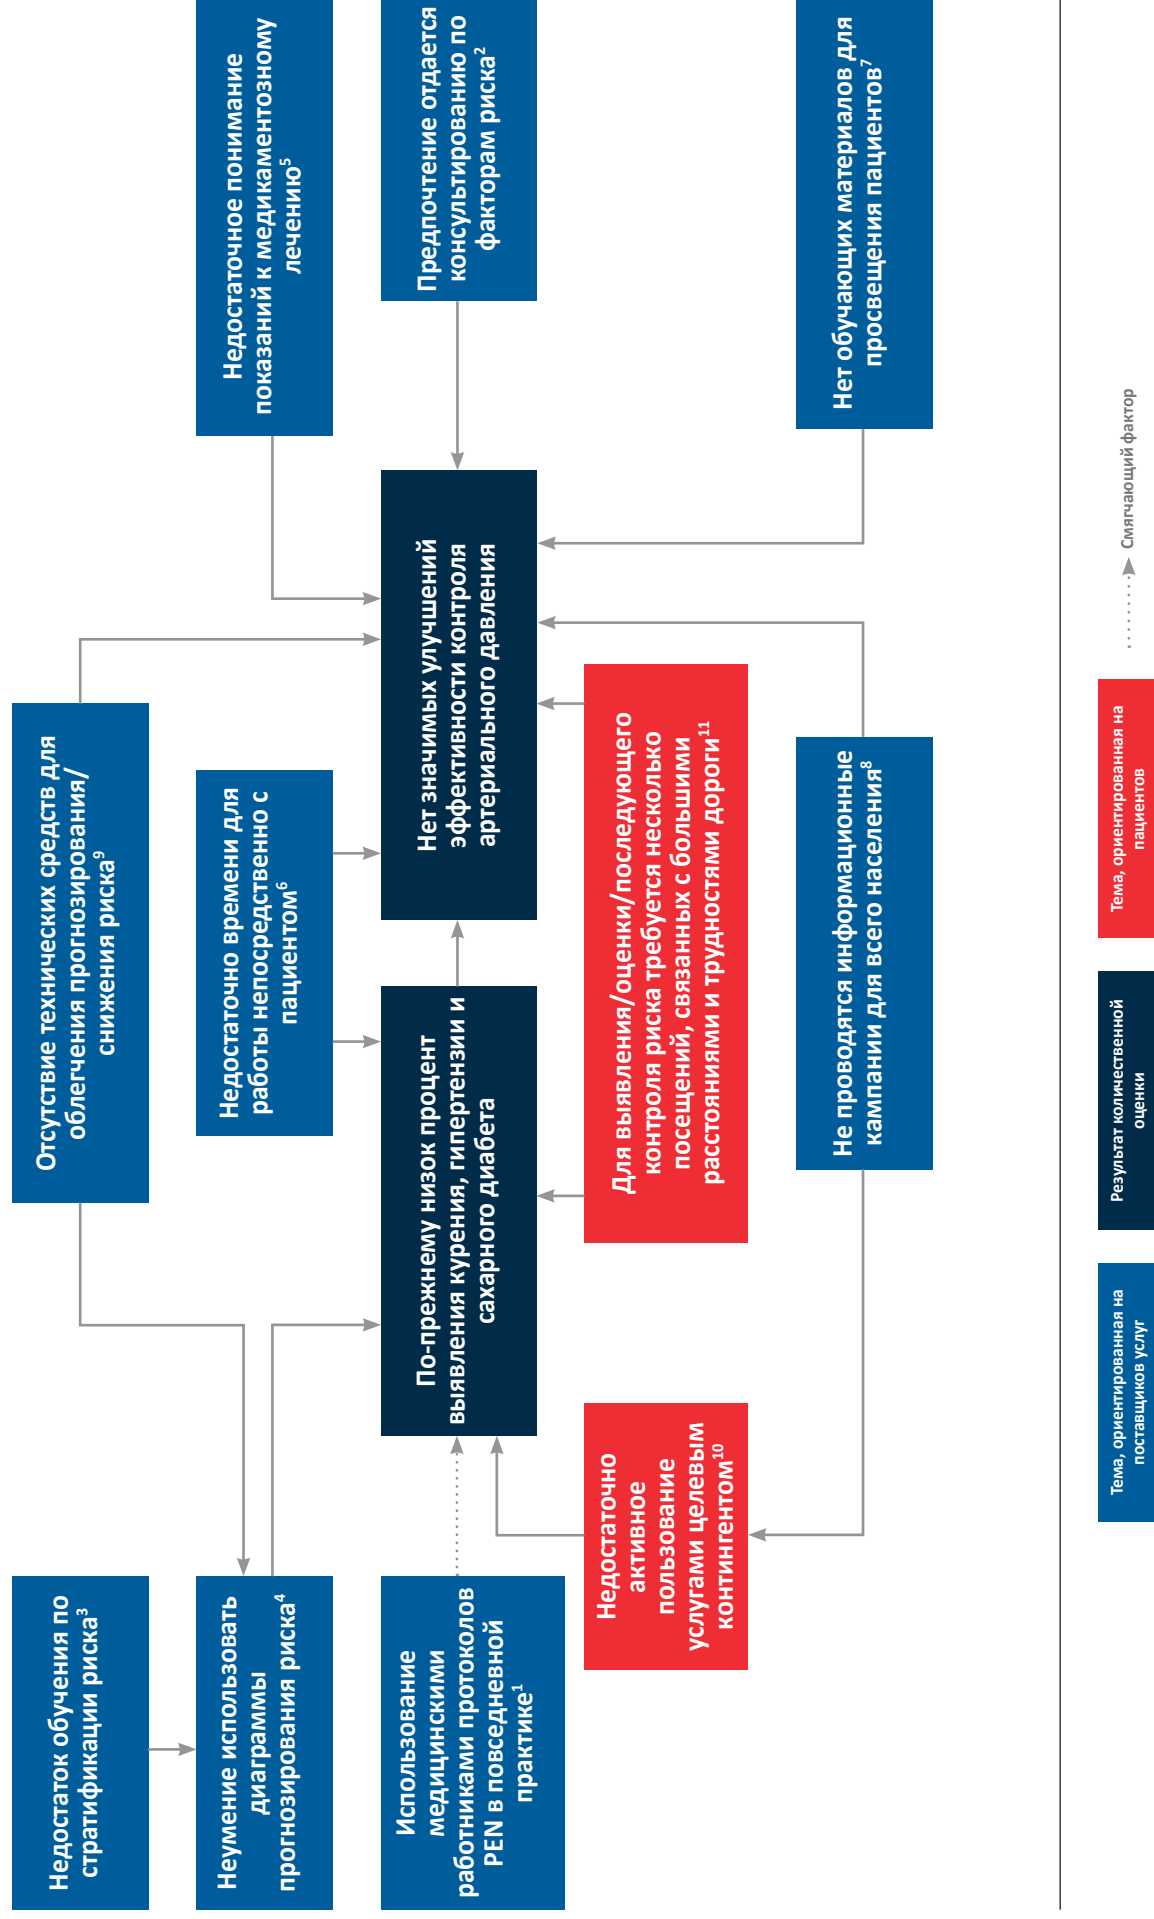 Недостаток обучения по
стратификации риска³
Отсутствие технических средств для
облегчения прогнозирования/
снижения риска⁹
Неумение использовать
диаграммы
прогнозирования риска⁴
Недостаточно времени для
работы непосредственно с
пациентом⁶
Недостаточное понимание
показаний к медикаментозному
лечению⁵
Использование
медицинскими
работниками протоколов
PEN в повседневной
практике¹
По-прежнему низок процент
выявления курения, гипертензии и
сахарного диабета
Нет значимых улучшений
эффективности контроля
артериального давления
Предпочтение отдается
консультированию по
факторам риска²
Недостаточно
активное
пользование
услугами целевым
контингентом¹⁰
Для выявления/оценки/последующего
контроля риска требуется несколько
посещений, связанных с большими
расстояниями и трудностями дороги¹¹
Не проводятся информационные
кампании для всего населения⁸
Нет обучающих материалов для
просвещения пациентов⁷
Тема, ориентированная на
поставщиков услуг
Результат количественной
оценки
Тема, ориентированная на
пациентов
Смягчающий фактор